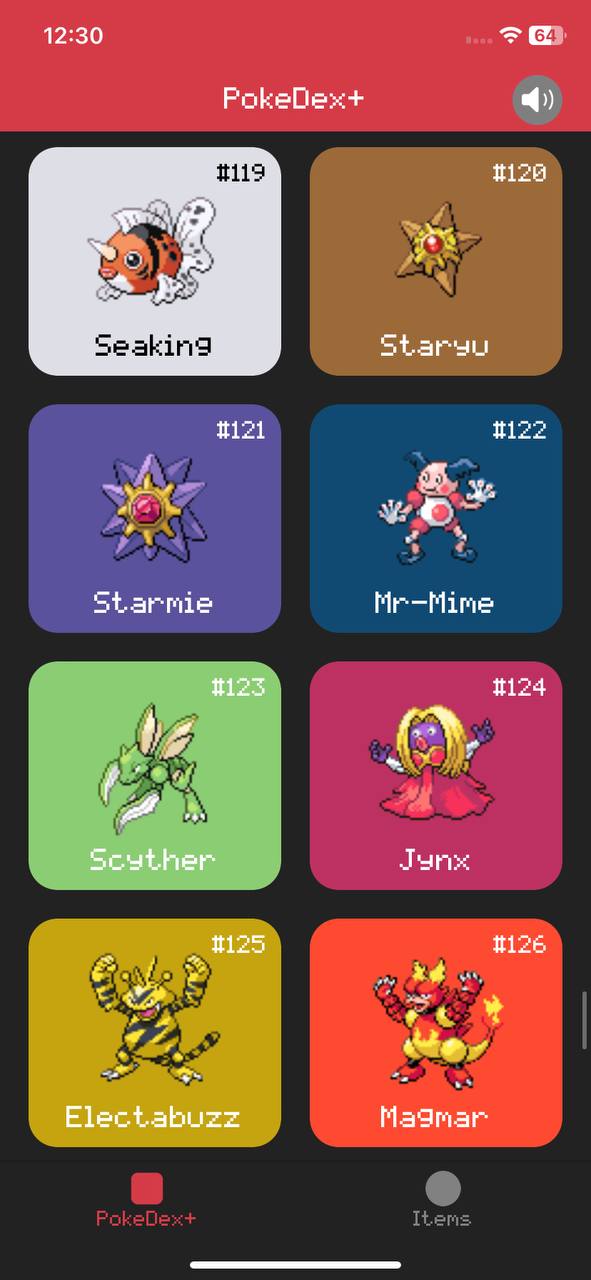 12:30
64
PokeDex+
#119
#120
Seaking
Staryu
#121
#122
Starmie
Mr-Mime
#123
#124
Scyther
Jynx
#125
#126
Electabuzz
Magmar
PokeDex+
Items